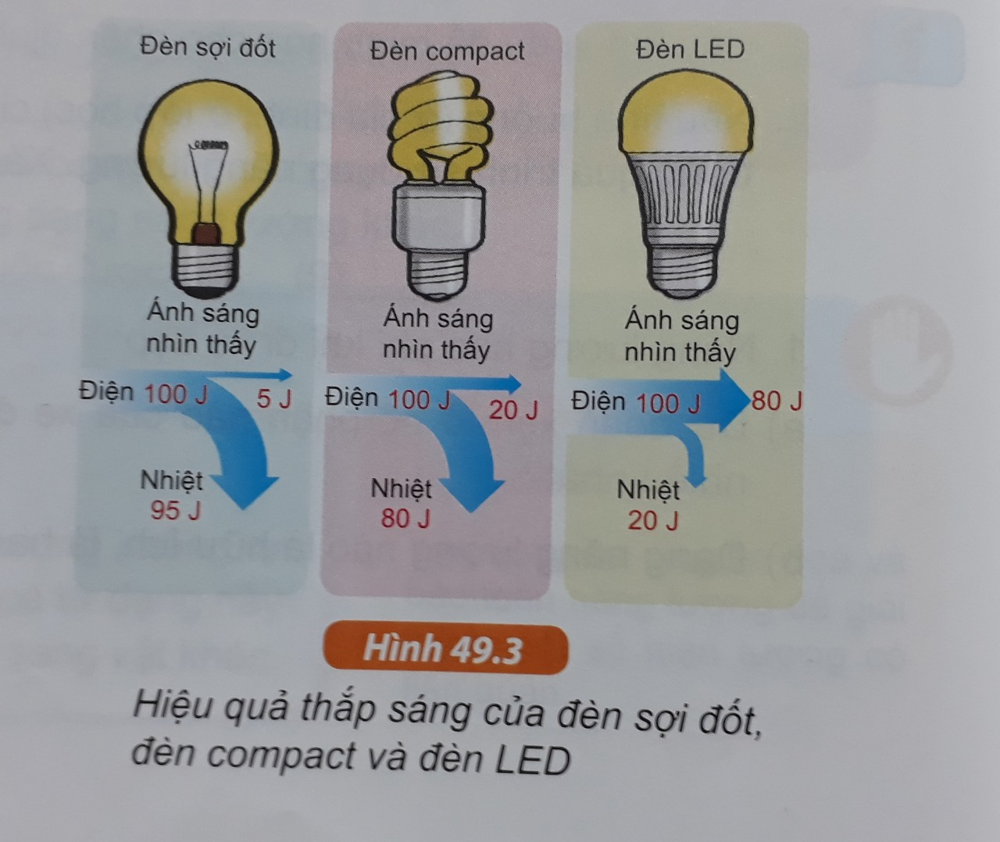 Đèn sợi đốt
Ánh sáng
nhìn thấy
Điện 100 J
5 J
Nhiệt
95 J
Đèn compact
Ánh sáng
nhìn thấy
Điện 100 J
20 J
Nhiệt
80 J
Đèn LED
Ánh sáng
nhìn thấy
Điện 100 J
80 J
Nhiệt
20 J
Hình 49.3
Hiệu quả thắp sáng của đèn sợi đốt,
đèn compact và đèn LED